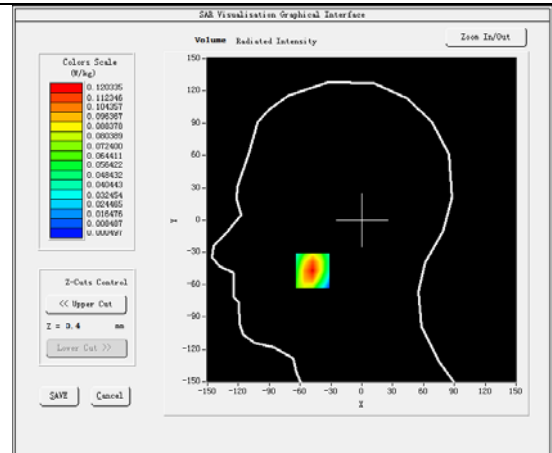 SAR Visualisation Graphical Interface
Volume Radiated Intensity
Zoom In/Out
Colors Scale
(W/kg)
0.120335
0.112346
0.104357
0.096367
0.088378
0.080389
0.072400
0.064411
0.056422
0.048432
0.040443
0.032454
0.024465
0.016476
0.008487
0.000497
Z-Cuts Control
<< Upper Cut
Z = 3.4 mm
Lower Cut >>
SAVE Cancel
150
120
90
60
30
0
-30
-60
-90
-120
-150
Y
-150 -120 -90 -60 -30 0 30 60 90 120 150
X